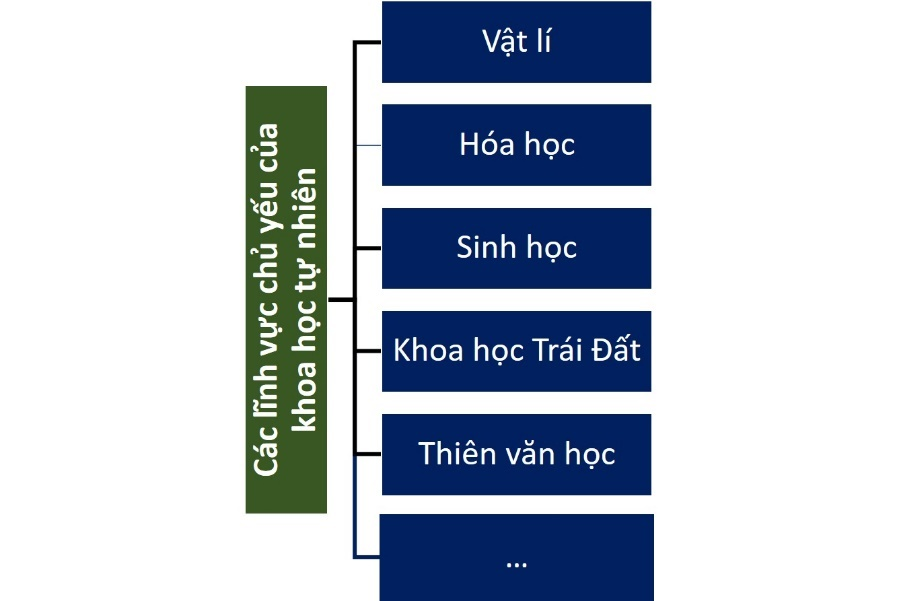 Các lĩnh vực chủ yếu của
khoa học tự nhiên
Vật lí
Hóa học
Sinh học
Khoa học Trái Đất
Thiên văn học
...